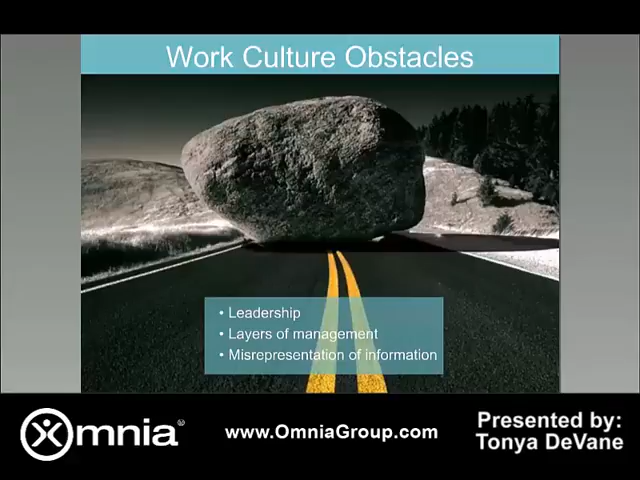 Work Culture Obstacles
• Leadership
• Layers of management
• Misrepresentation of information
Omnia®
www.OmniaGroup.com
Presented by:
Tonya DeVane